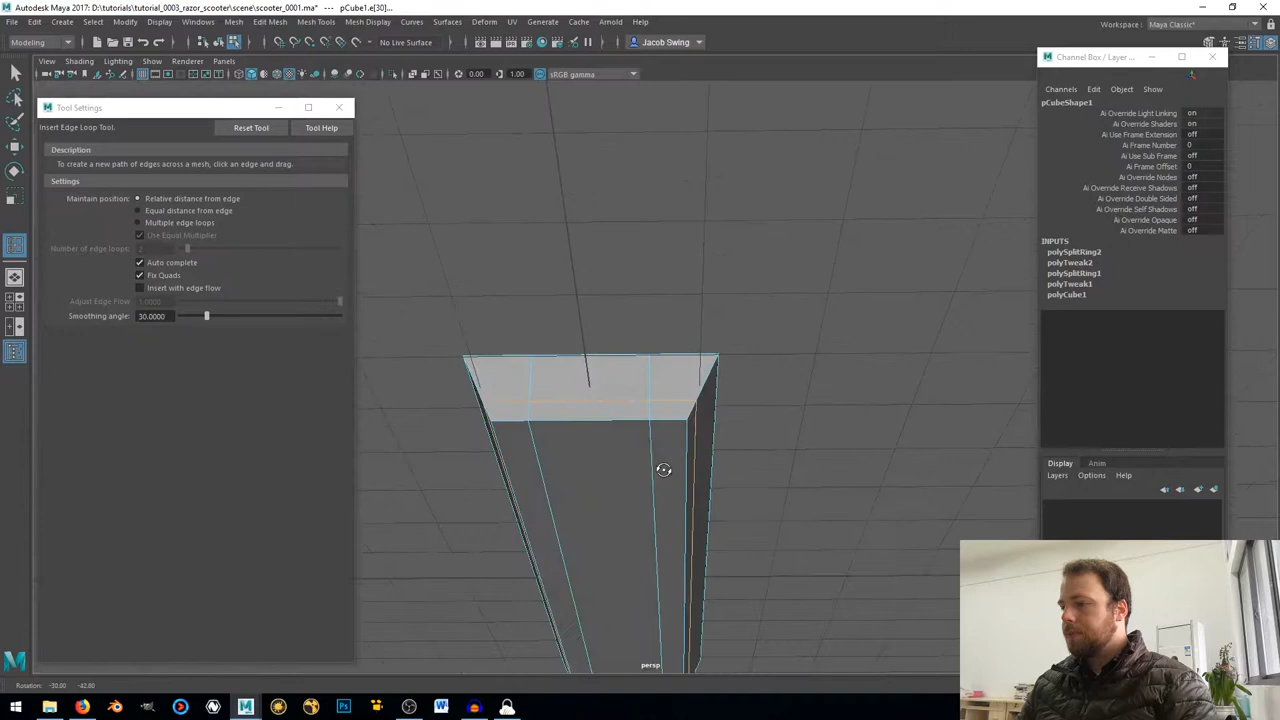 Autodesk Maya 2017: D:\tutorials\tutorial_0003_razor_scooter\scene\scooter_0001.ma* - pCube1.e[30]...
File Edit Create Select Modify Display Windows Mesh Edit Mesh Mesh Tools Mesh Display Curves Surfaces Deform UV Generate Cache Arnold Help
Workspace: Maya Classic*
Modeling No Live Surface Jacob Swing
View Shading Lighting Show Renderer Panels
0.00 1.00 sRGB gamma
Channel Box / Layer ...
Tool Settings
Channels Edit Object Show
pCubeShape1
Insert Edge Loop Tool. Reset Tool Tool Help
Ai Override Light Linking on
Ai Override Shaders on
Ai Use Frame Extension off
Ai Frame Number 0
Ai Use Sub Frame off
Ai Frame Offset 0
Ai Override Nodes off
Ai Override Receive Shadows off
Ai Override Double Sided off
Ai Override Self Shadows off
Ai Override Opaque off
Ai Override Matte off
INPUTS
polySplitRing2
polyTweak2
polySplitRing1
polyTweak1
polyCube1
Description
To create a new path of edges across a mesh, click an edge and drag.
Settings
Maintain position: Relative distance from edge
Equal distance from edge
Multiple edge loops
Use Equal Multiplier
Number of edge loops: 2
Auto complete
Fix Quads
Insert with edge flow
Adjust Edge Flow 1.0000
Smoothing angle: 30.0000
Display Anim
Layers Options Help
persp
Rotation: -30.00 -42.60